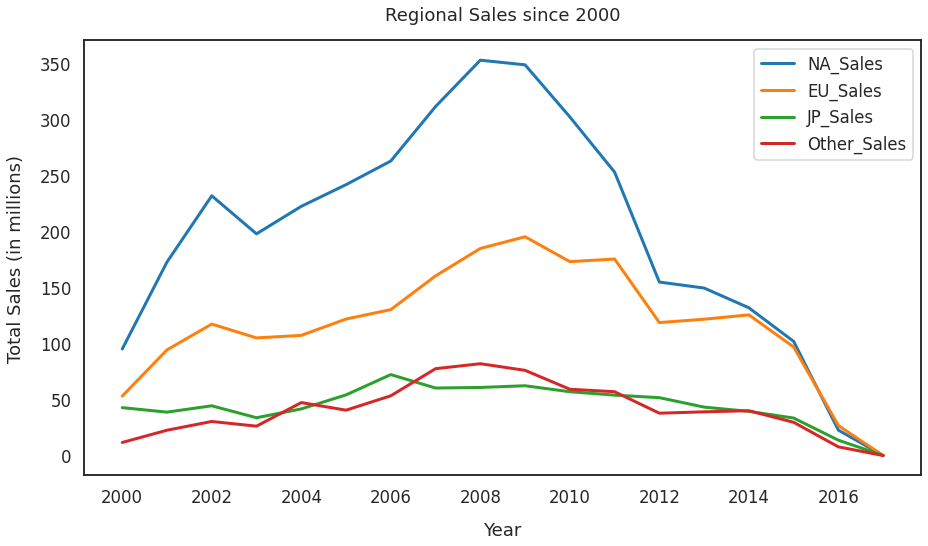 Regional Sales since 2000
NA_Sales
EU_Sales
JP_Sales
Other_Sales
Total Sales (in millions)
350
300
250
200
150
100
50
0
2000 2002 2004 2006 2008 2010 2012 2014 2016
Year